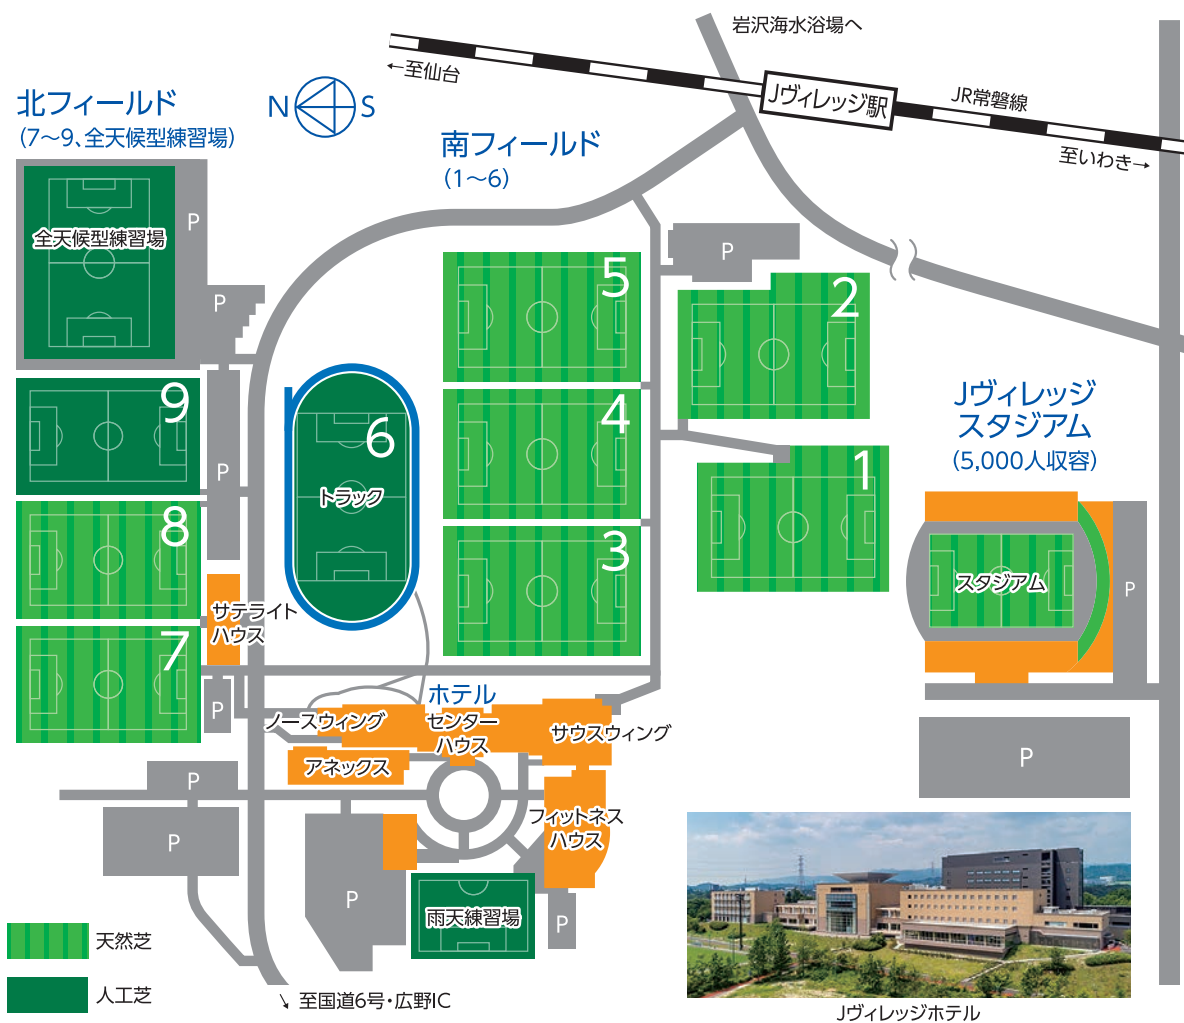 岩沢海水浴場へ
←至仙台
Jヴィレッジ駅
JR常磐線
至いわき→
北フィールド
(7〜9、全天候型練習場)
N
S
南フィールド
(1〜6)
P
全天候型練習場
P
5
P
2
9
4
6
Jヴィレッジ
スタジアム
(5,000人収容)
P
1
トラック
8
3
スタジアム
P
サテライト
ハウス
7
P
ホテル
ノースウィング
センター
ハウス
サウスウィング
アネックス
P
P
P
フィットネス
ハウス
P
雨天練習場
P
天然芝
人工芝
↘ 至国道6号・広野IC
Jヴィレッジホテル